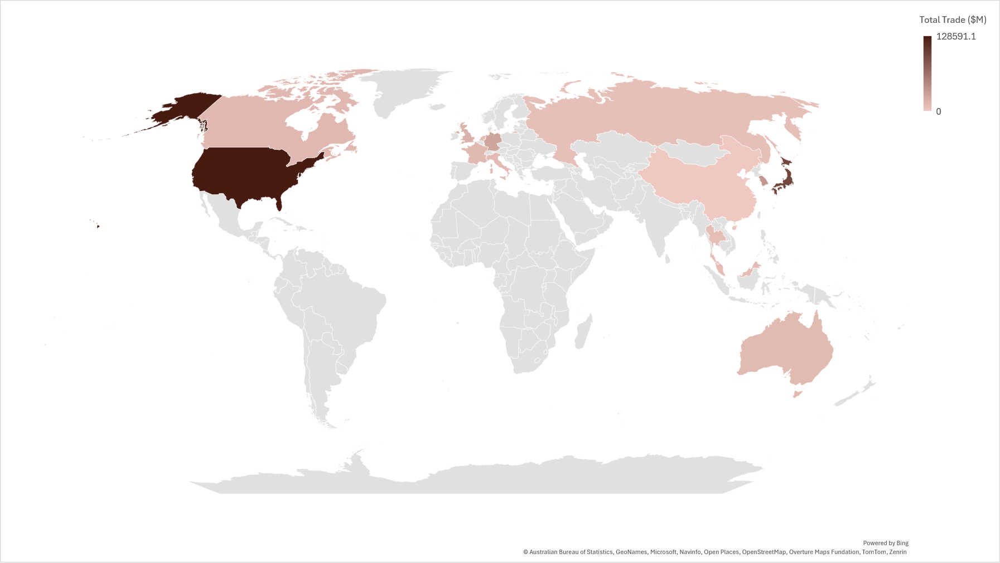 Total Trade ($M)
128591.1
0
Powered by Bing
© Australian Bureau of Statistics, GeoNames, Microsoft, Navinfo, Open Places, OpenStreetMap, Overture Maps Fundation, TomTom, Zenrin